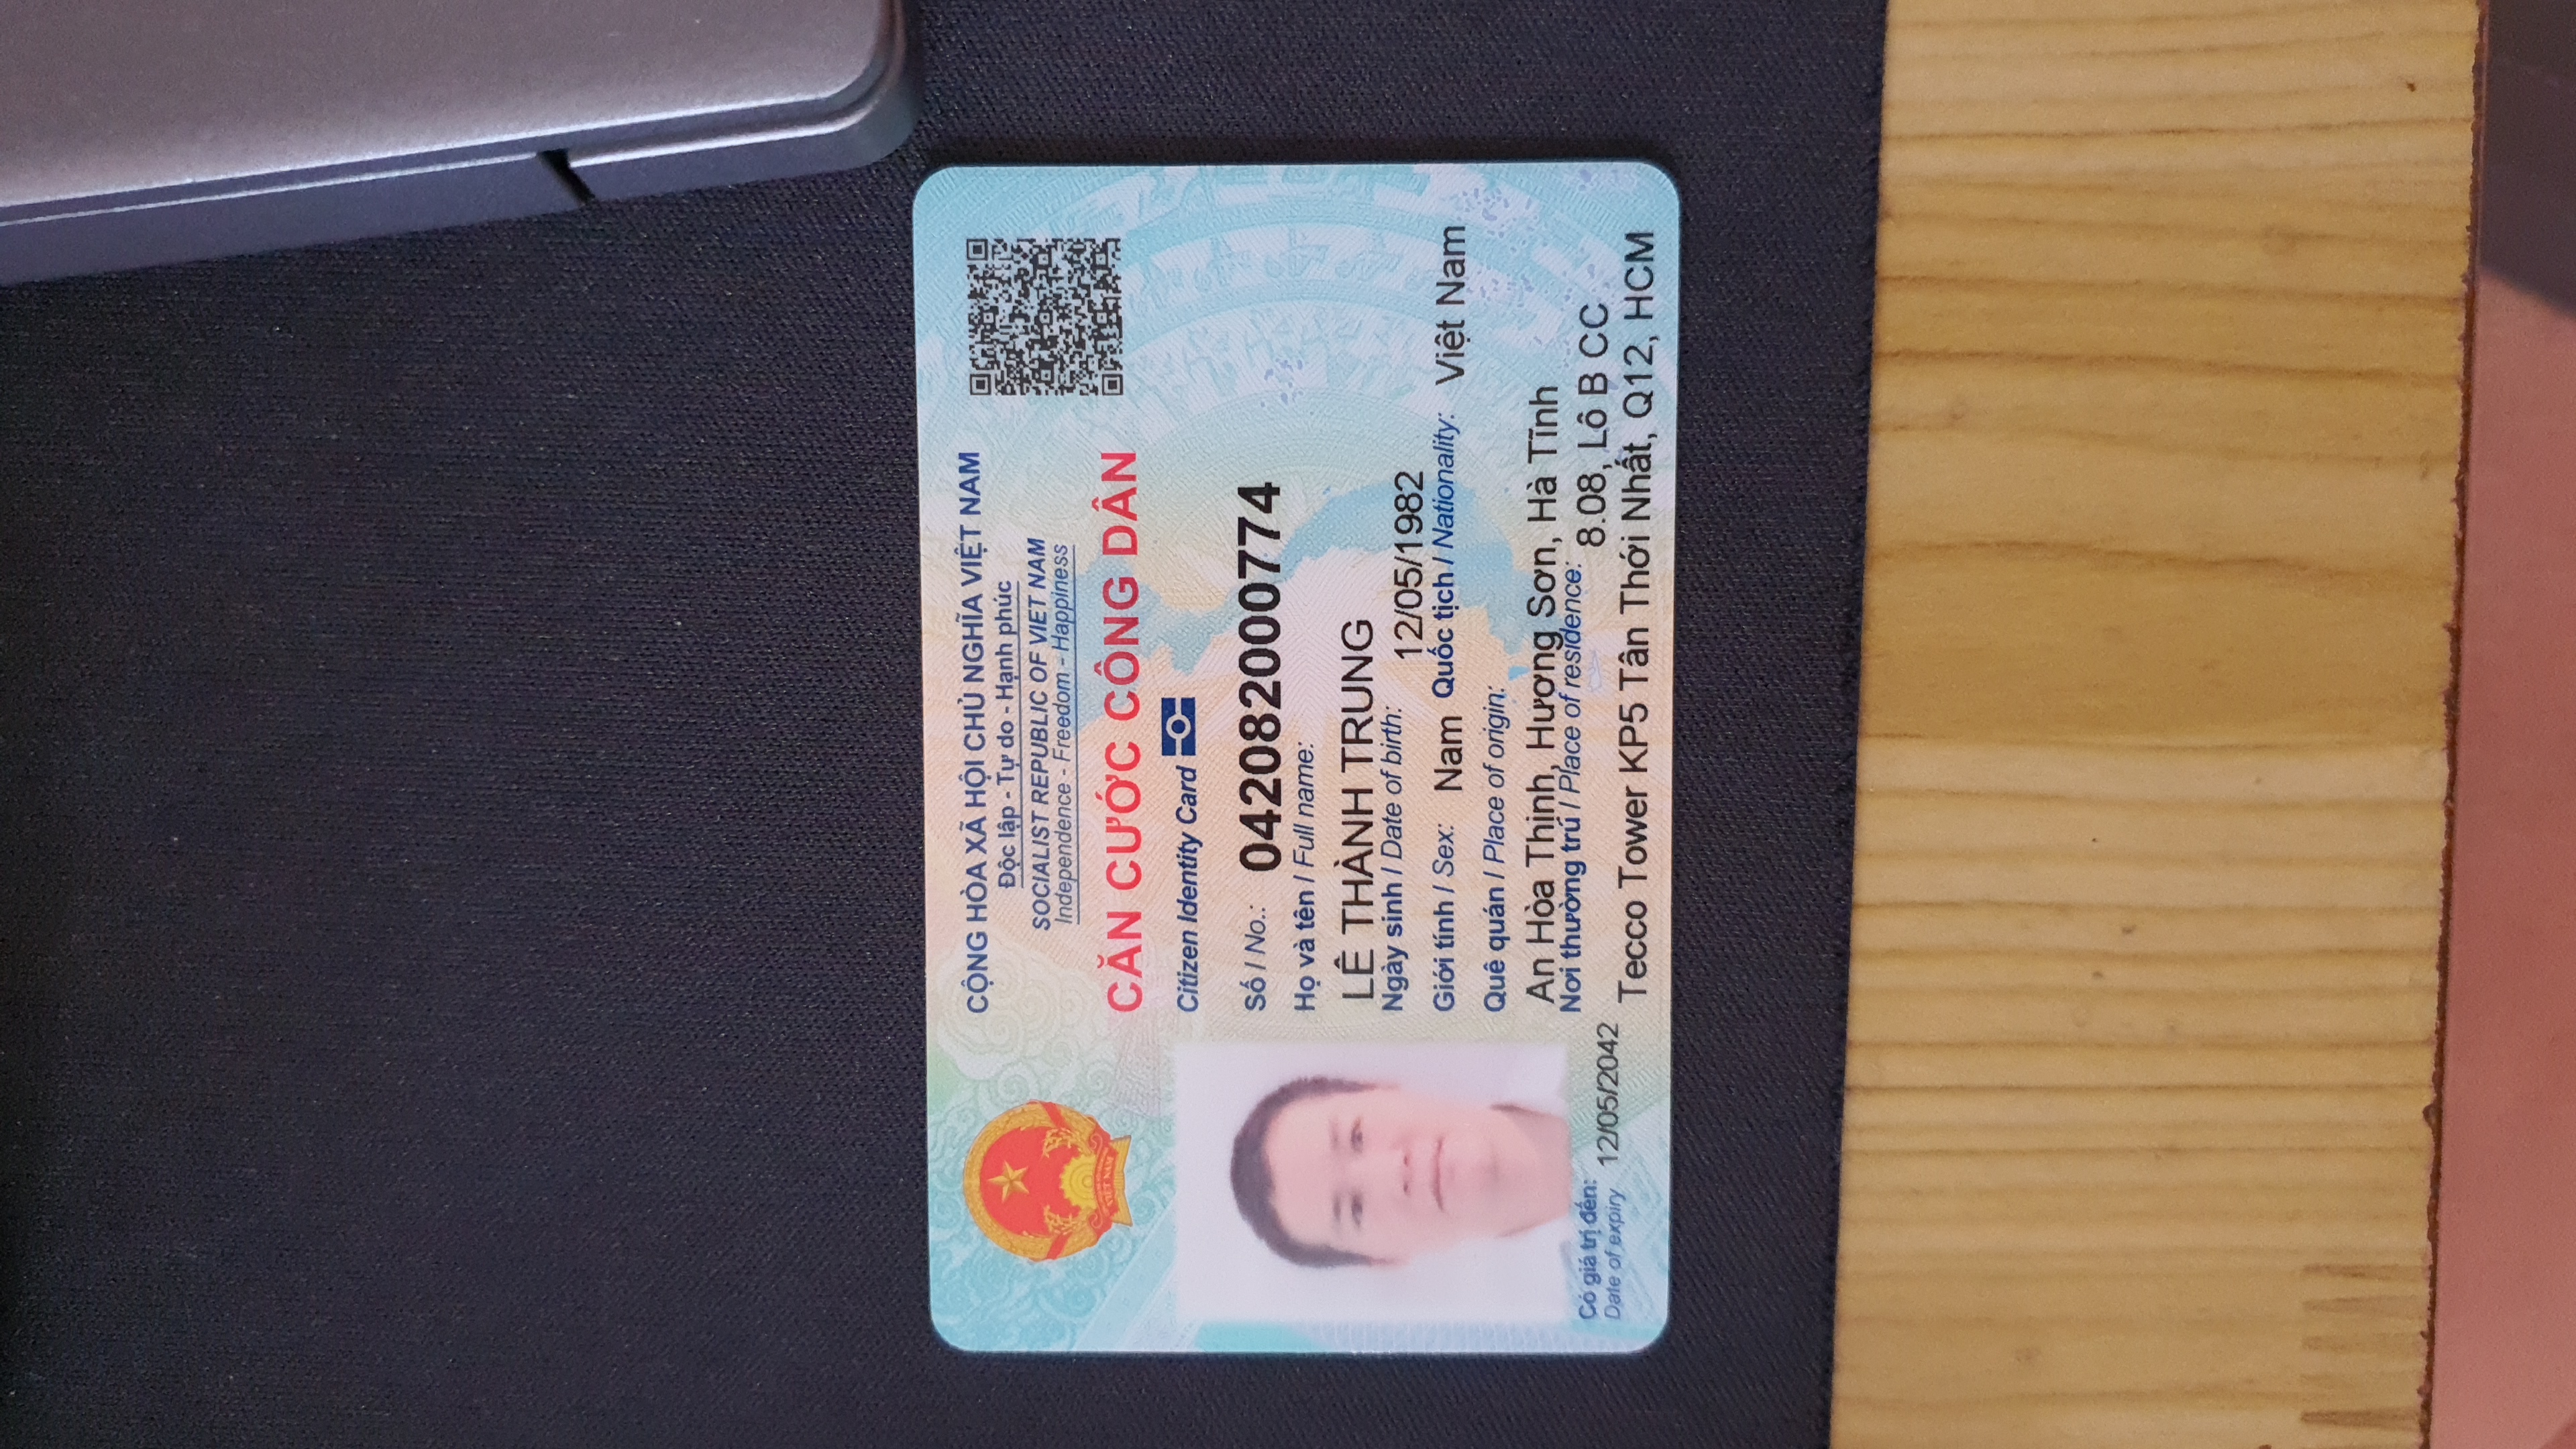 CỘNG HÒA XÃ HỘI CHỦ NGHĨA VIỆT NAM
Độc lập - Tự do - Hạnh phúc
SOCIALIST REPUBLIC OF VIET NAM
Independence - Freedom - Happiness
CĂN CƯỚC CÔNG DÂN
Citizen Identity Card
VIỆT NAM
Số / No.: 042082000774
Họ và tên / Full name:
LÊ THÀNH TRUNG
Ngày sinh / Date of birth: 12/05/1982
Giới tính / Sex: Nam Quốc tịch / Nationality: Việt Nam
Quê quán / Place of origin:
An Hòa Thịnh, Hương Sơn, Hà Tĩnh
Nơi thường trú / Place of residence: 8.08, Lô B CC
Tecco Tower KP5 Tân Thới Nhất, Q12, HCM
Có giá trị đến: 12/05/2042
Date of expiry